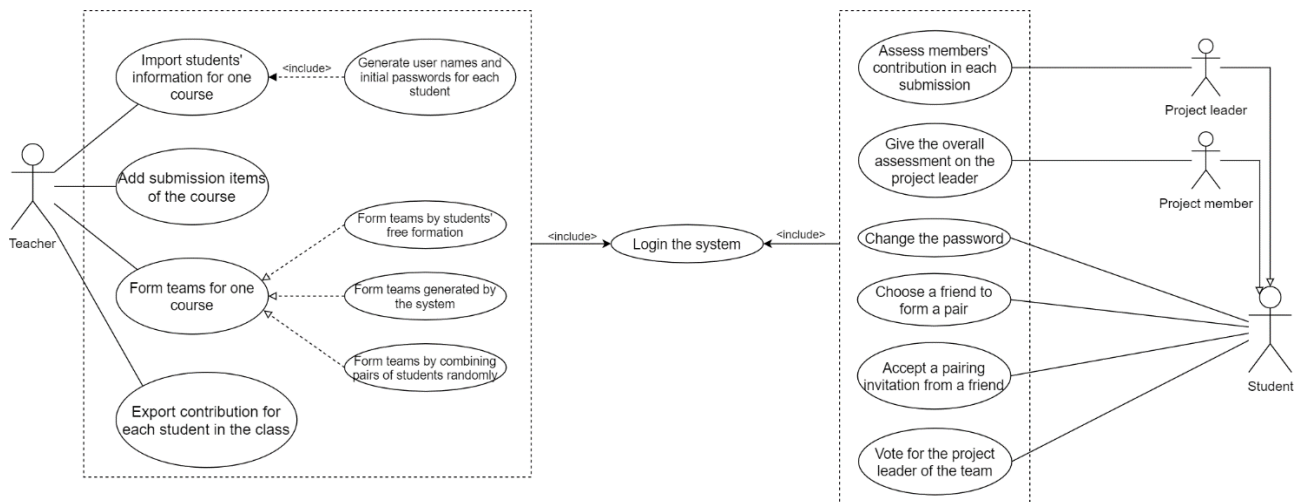 Import students'
information for one
course
<include>
Generate user names and
initial passwords for each
student
Add submission items
of the course
Teacher
Form teams by students'
free formation
Form teams for one
course
Form teams generated by
the system
Form teams by combining
pairs of students randomly
Export contribution for
each student in the class
<include>
Login the system
<include>
Assess members'
contribution in each
submission
Project leader
Give the overall
assessment on the
project leader
Project member
Change the password
Choose a friend to
form a pair
Accept a pairing
invitation from a friend
Student
Vote for the project
leader of the team